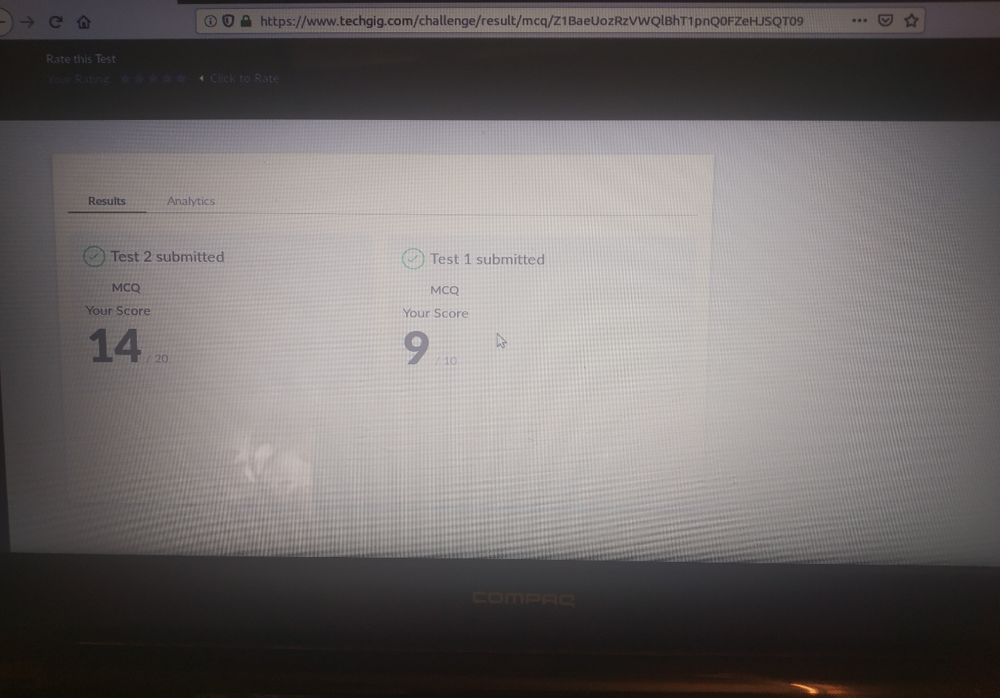 https://www.techgig.com/challenge/result/mcq/Z1BaeUozRzVWQlBhT1pnQ0FZeHJSQT09
Rate this Test
Your Rating: Click to Rate
Results Analytics
Test 2 submitted
MCQ
Your Score
14 / 20
Test 1 submitted
MCQ
Your Score
9 / 10
COMPAQ